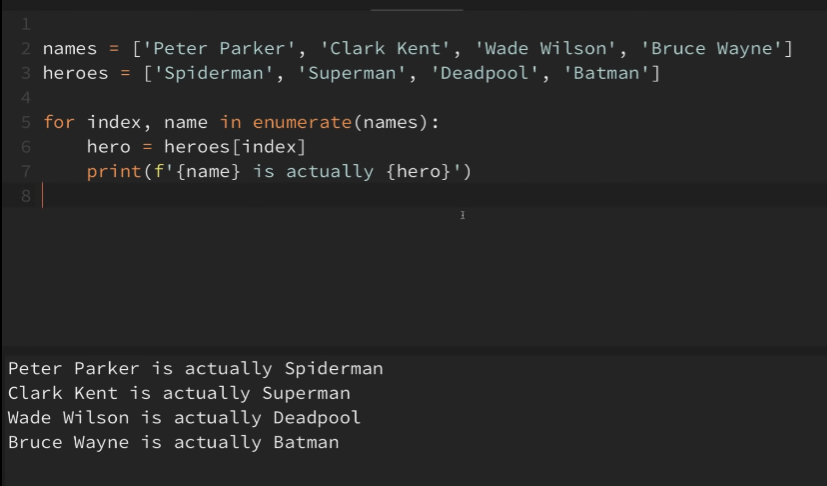 1
2 names = ['Peter Parker', 'Clark Kent', 'Wade Wilson', 'Bruce Wayne']
3 heroes = ['Spiderman', 'Superman', 'Deadpool', 'Batman']
4
5 for index, name in enumerate(names):
6     hero = heroes[index]
7     print(f'{name} is actually {hero}')
8
Peter Parker is actually Spiderman
Clark Kent is actually Superman
Wade Wilson is actually Deadpool
Bruce Wayne is actually Batman